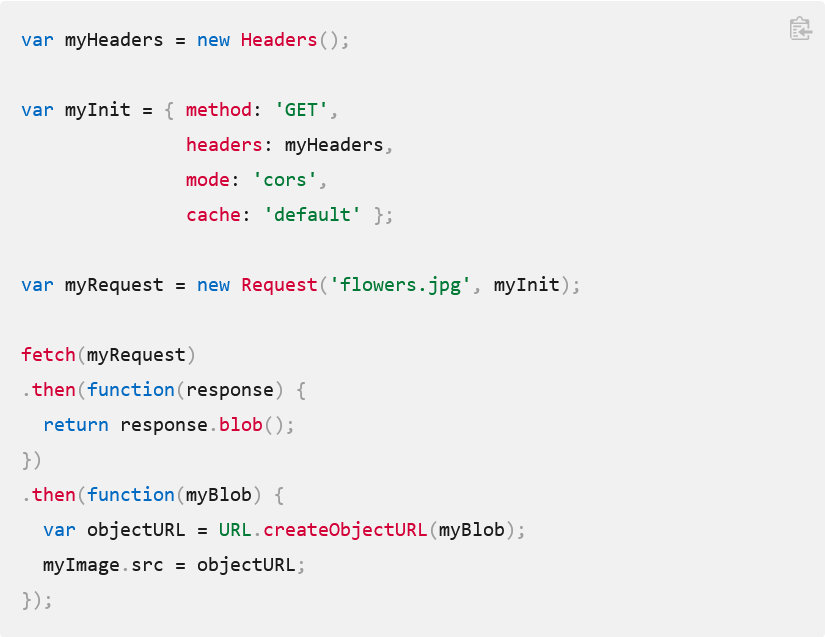 var myHeaders = new Headers();

var myInit = { method: 'GET',
               headers: myHeaders,
               mode: 'cors',
               cache: 'default' };

var myRequest = new Request('flowers.jpg', myInit);

fetch(myRequest)
.then(function(response) {
  return response.blob();
})
.then(function(myBlob) {
  var objectURL = URL.createObjectURL(myBlob);
  myImage.src = objectURL;
});